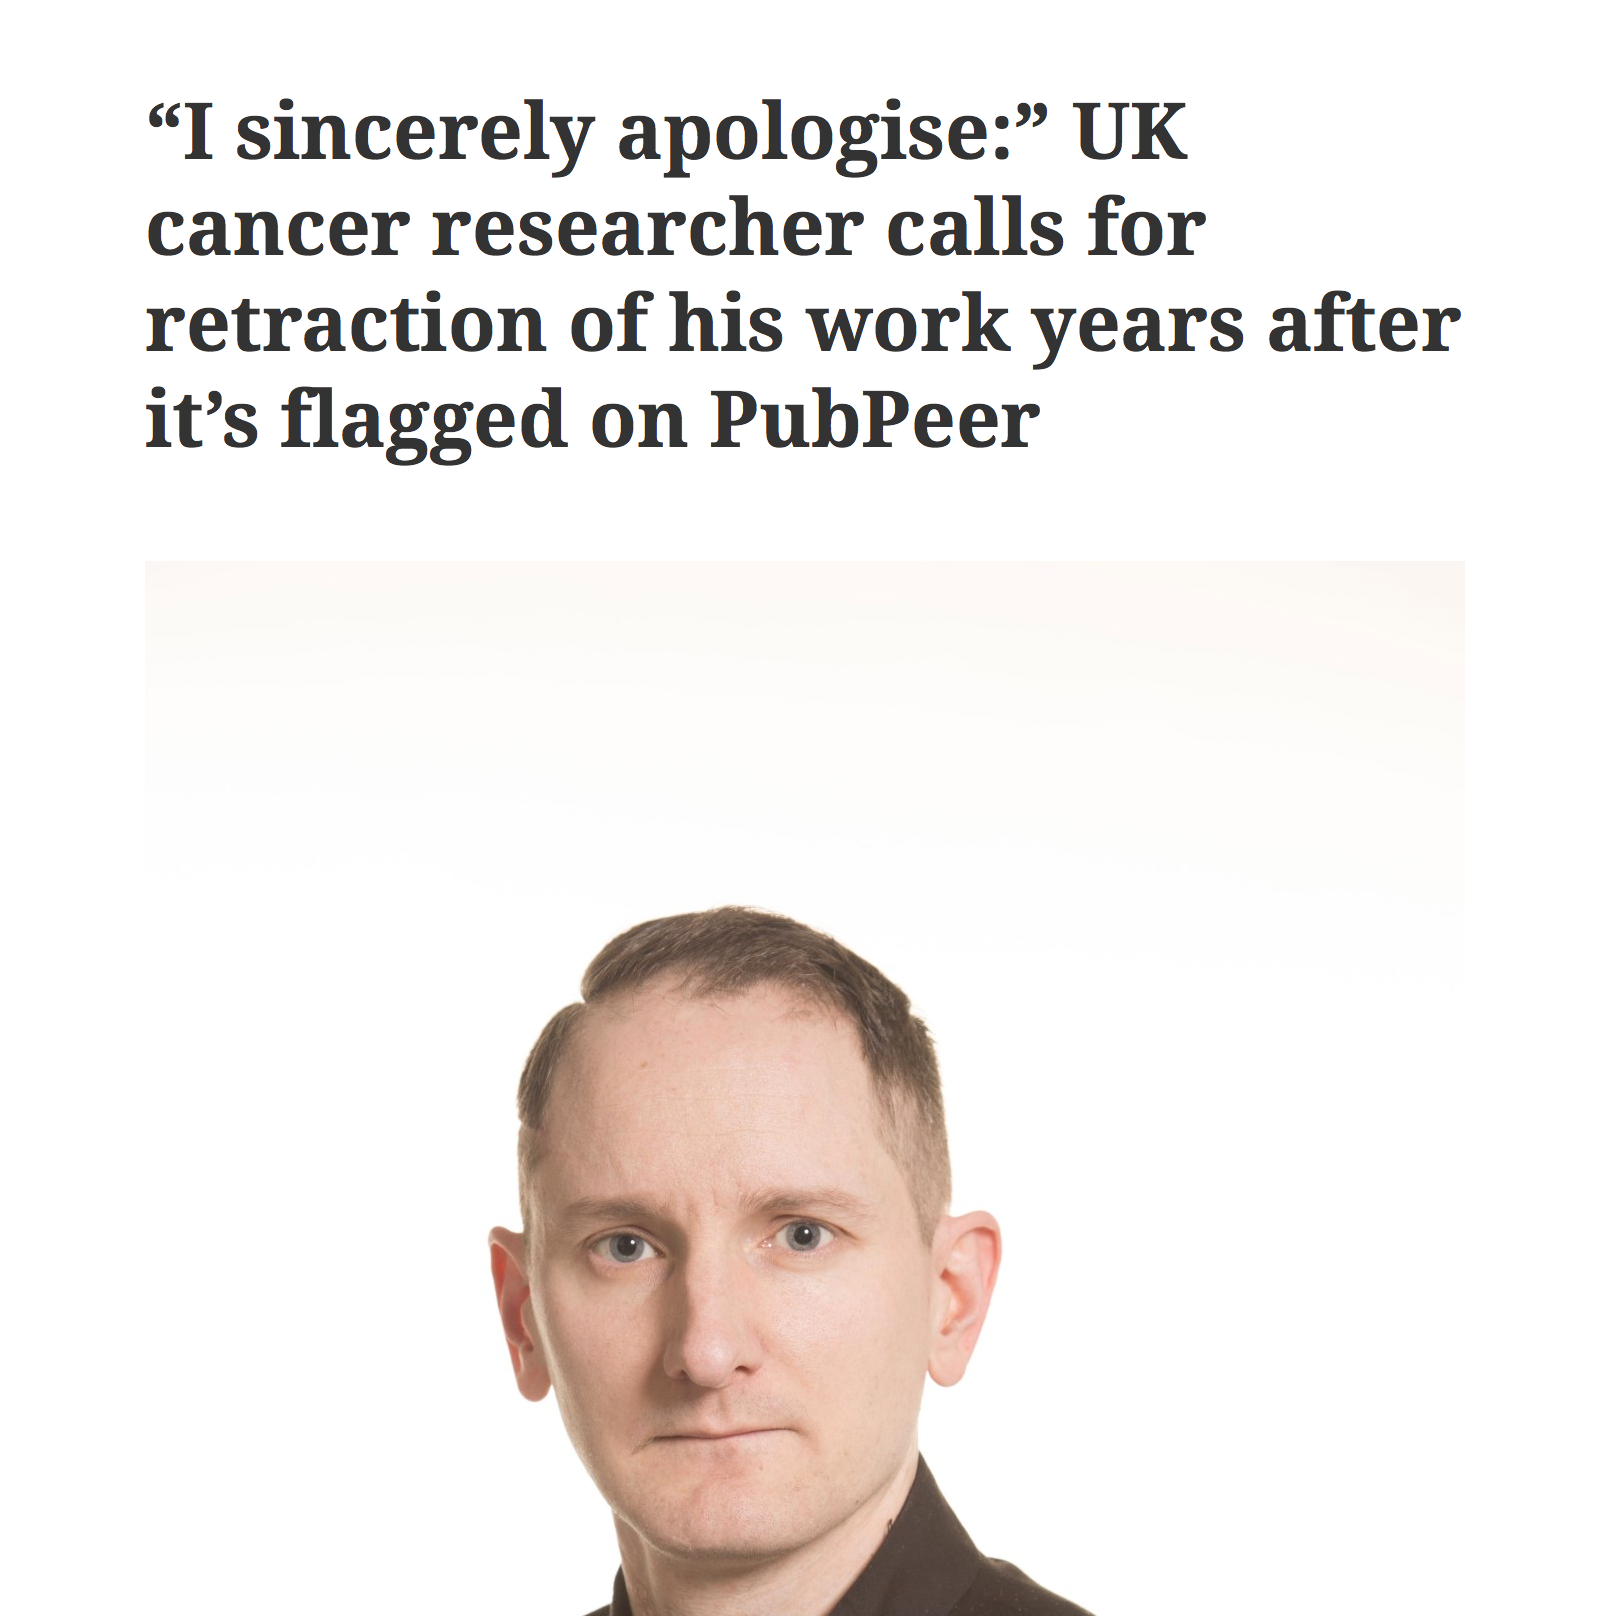 “I sincerely apologise:” UK
cancer researcher calls for
retraction of his work years after
it’s flagged on PubPeer